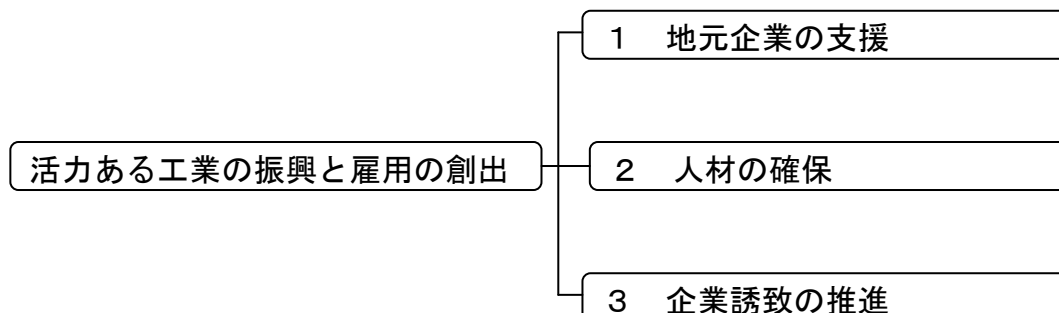 １　地元企業の支援
活力ある工業の振興と雇用の創出
２　人材の確保
３　企業誘致の推進